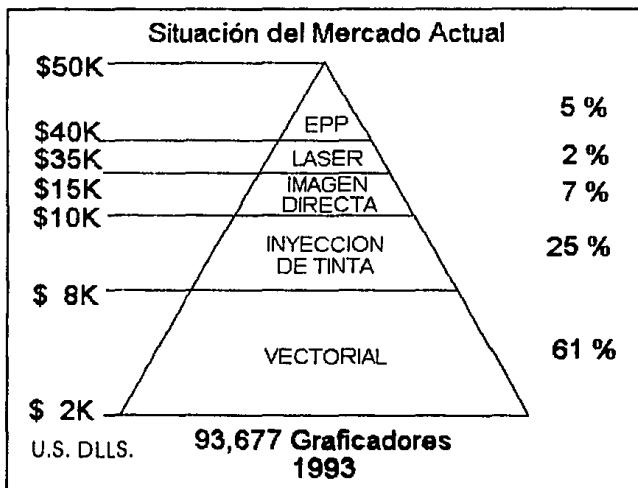 Situación del Mercado Actual
$50K
EPP
5 %
$40K
$35K
LASER
2 %
$15K
IMAGEN
DIRECTA
7 %
$10K
INYECCION
DE TINTA
25 %
$ 8K
VECTORIAL
61 %
$ 2K
U.S. DLLS.
93,677 Graficadores
1993